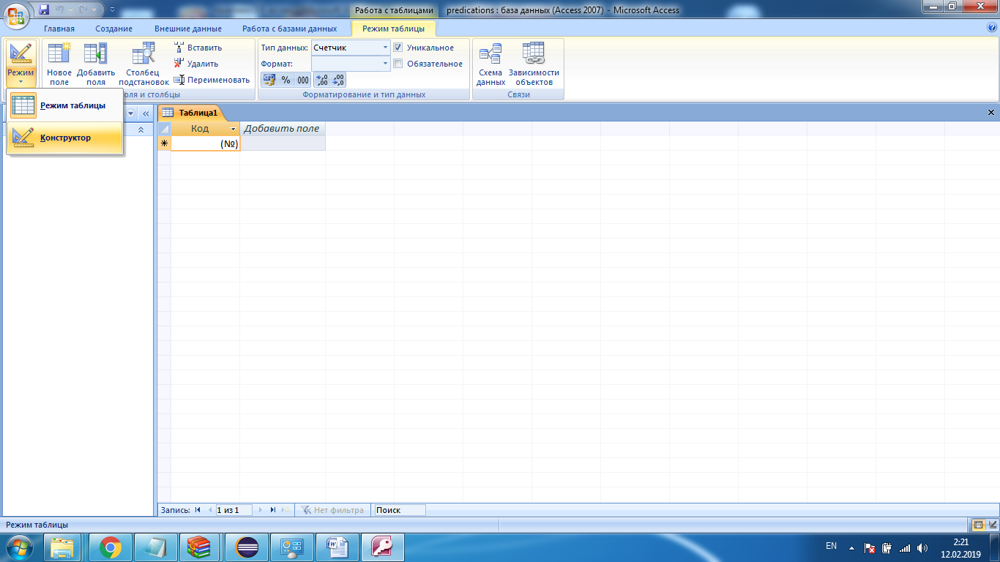 Работа с таблицами predications : база данных (Access 2007) - Microsoft Access
Главная Создание Внешние данные Работа с базами данных Режим таблицы
Режим
Новое поле
Добавить поля
Столбец подстановок
Вставить
Удалить
Переименовать
оля и столбцы
Тип данных: Счетчик
Формат:
Уникальное
Обязательное
% 000 ,00 ,00
Форматирование и тип данных
Схема данных
Зависимости объектов
Связи
Режим таблицы
Конструктор
Таблица1
Код Добавить поле
(№)
Запись: 1 из 1 Нет фильтра Поиск
Режим таблицы
EN 2:21
12.02.2019